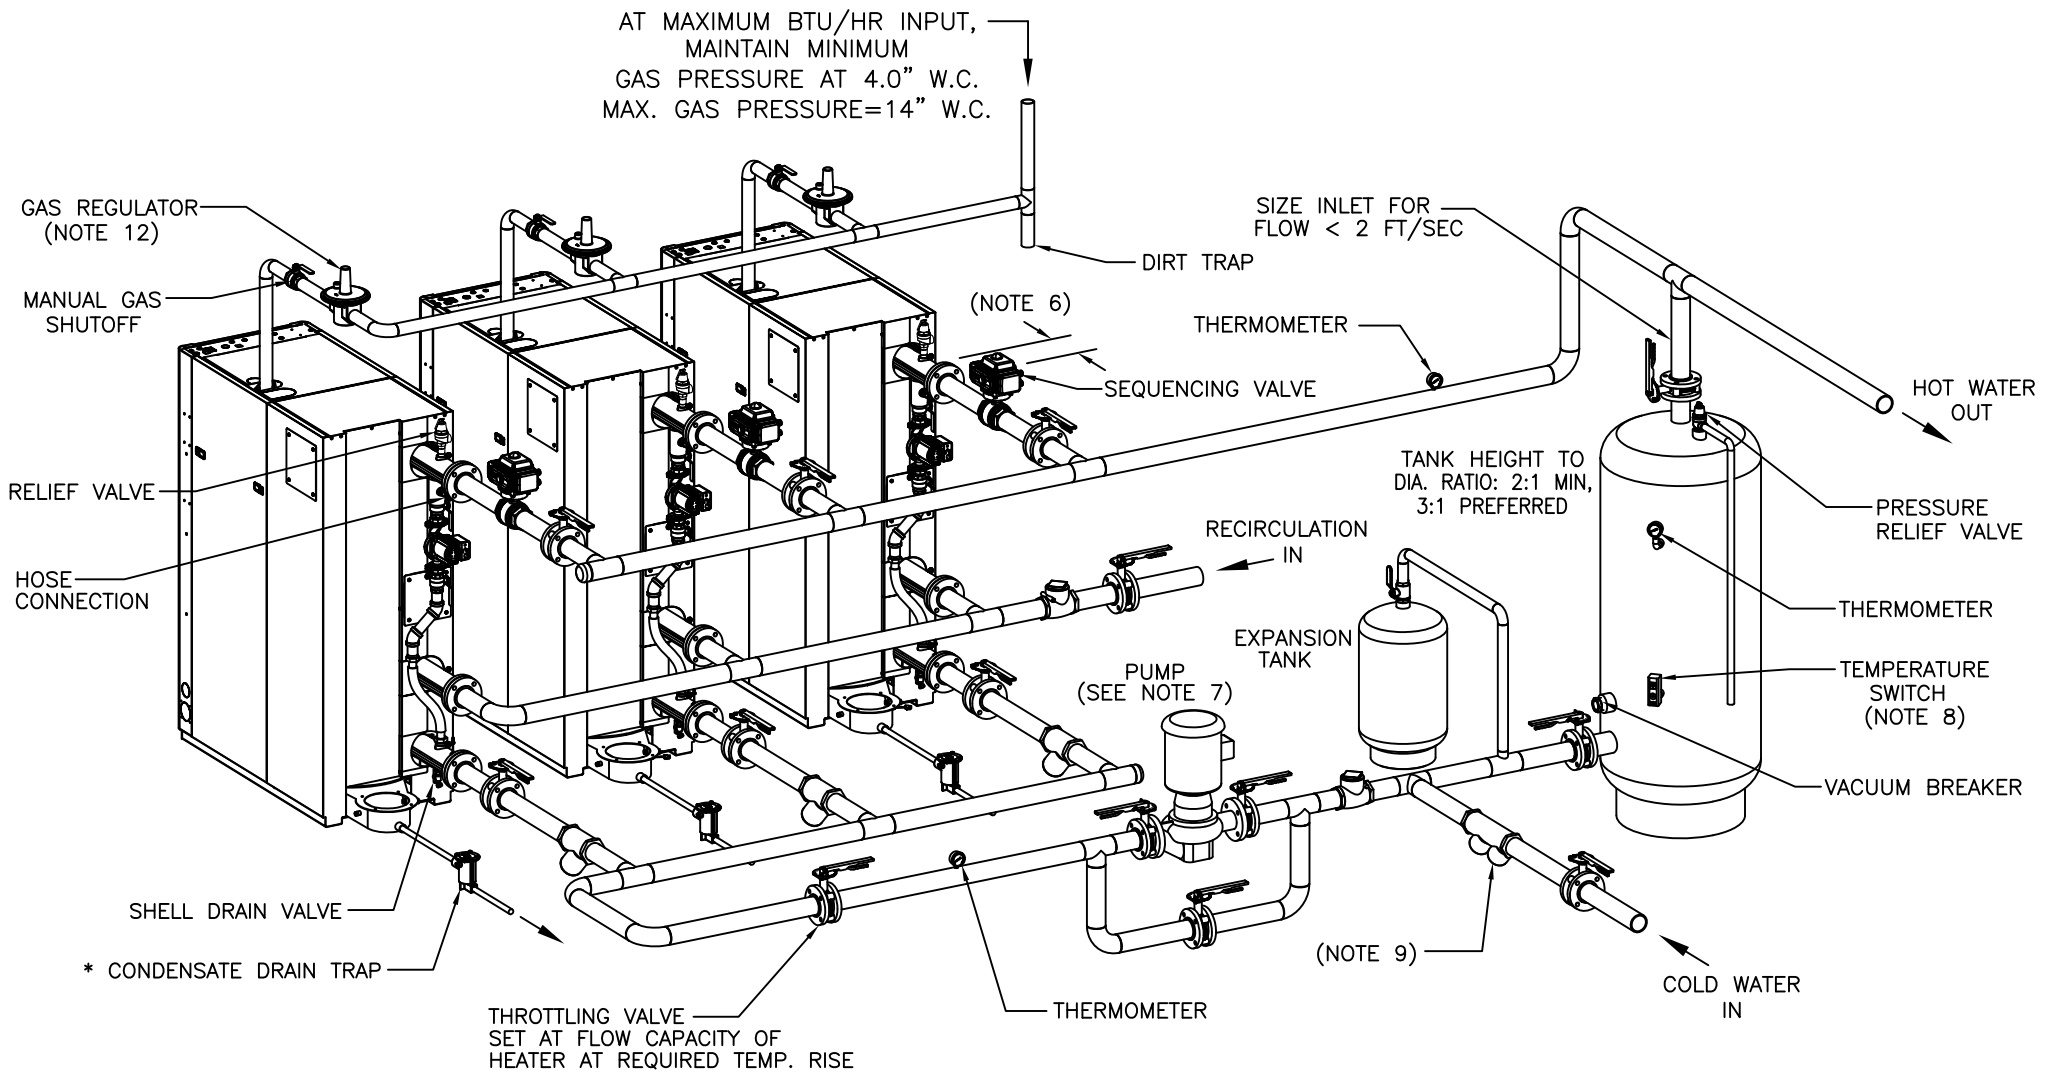 AT MAXIMUM BTU/HR INPUT,
MAINTAIN MINIMUM
GAS PRESSURE AT 4.0" W.C.
MAX. GAS PRESSURE=14" W.C.
GAS REGULATOR
(NOTE 12)
MANUAL GAS
SHUTOFF
DIRT TRAP
SIZE INLET FOR
FLOW < 2 FT/SEC
(NOTE 6)
THERMOMETER
SEQUENCING VALVE
HOT WATER
OUT
RELIEF VALVE
TANK HEIGHT TO
DIA. RATIO: 2:1 MIN,
3:1 PREFERRED
PRESSURE
RELIEF VALVE
RECIRCULATION
IN
HOSE
CONNECTION
THERMOMETER
EXPANSION
TANK
PUMP
(SEE NOTE 7)
TEMPERATURE
SWITCH
(NOTE 8)
VACUUM BREAKER
SHELL DRAIN VALVE
* CONDENSATE DRAIN TRAP
(NOTE 9)
COLD WATER
IN
THROTTLING VALVE
SET AT FLOW CAPACITY OF
HEATER AT REQUIRED TEMP. RISE
THERMOMETER